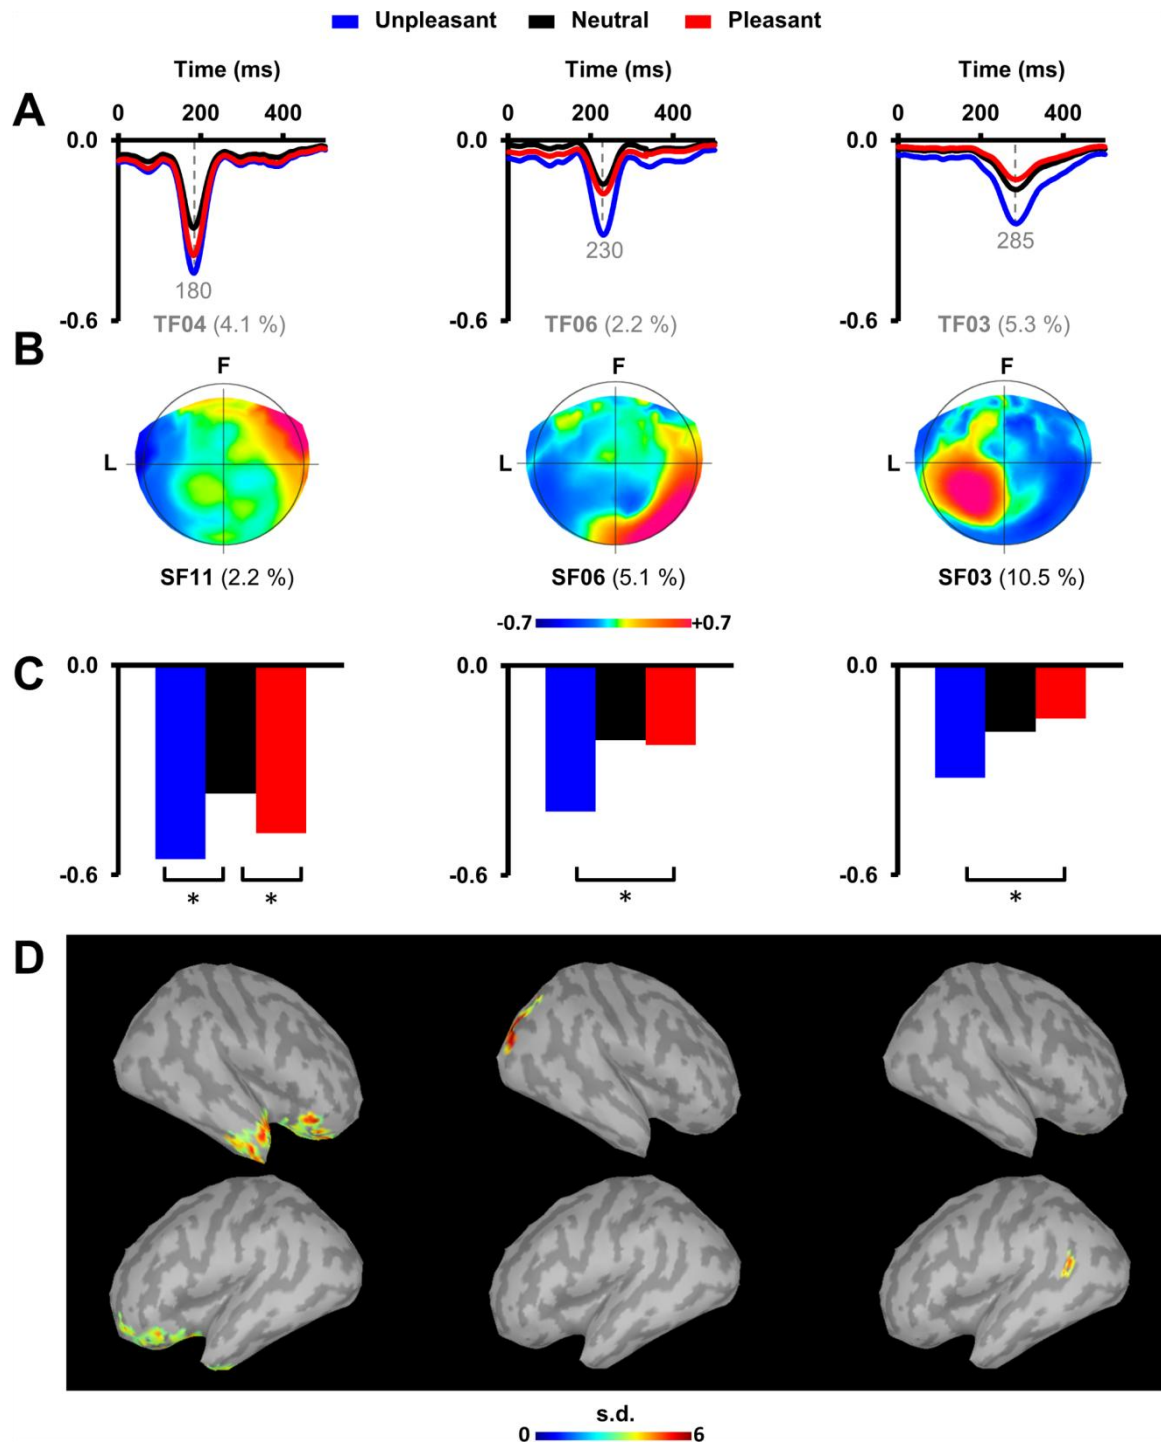 Unpleasant Neutral Pleasant
Time (ms) Time (ms) Time (ms)
A
0 200 400 0 200 400 0 200 400
0.0 0.0 0.0
180 230 285
-0.6 -0.6 -0.6
TF04 (4.1 %) TF06 (2.2 %) TF03 (5.3 %)
B
F F F
L L L
SF11 (2.2 %) SF06 (5.1 %) SF03 (10.5 %)
-0.7 +0.7
C
0.0 0.0 0.0
-0.6 -0.6 -0.6
* * * *
D
s.d.
0 6